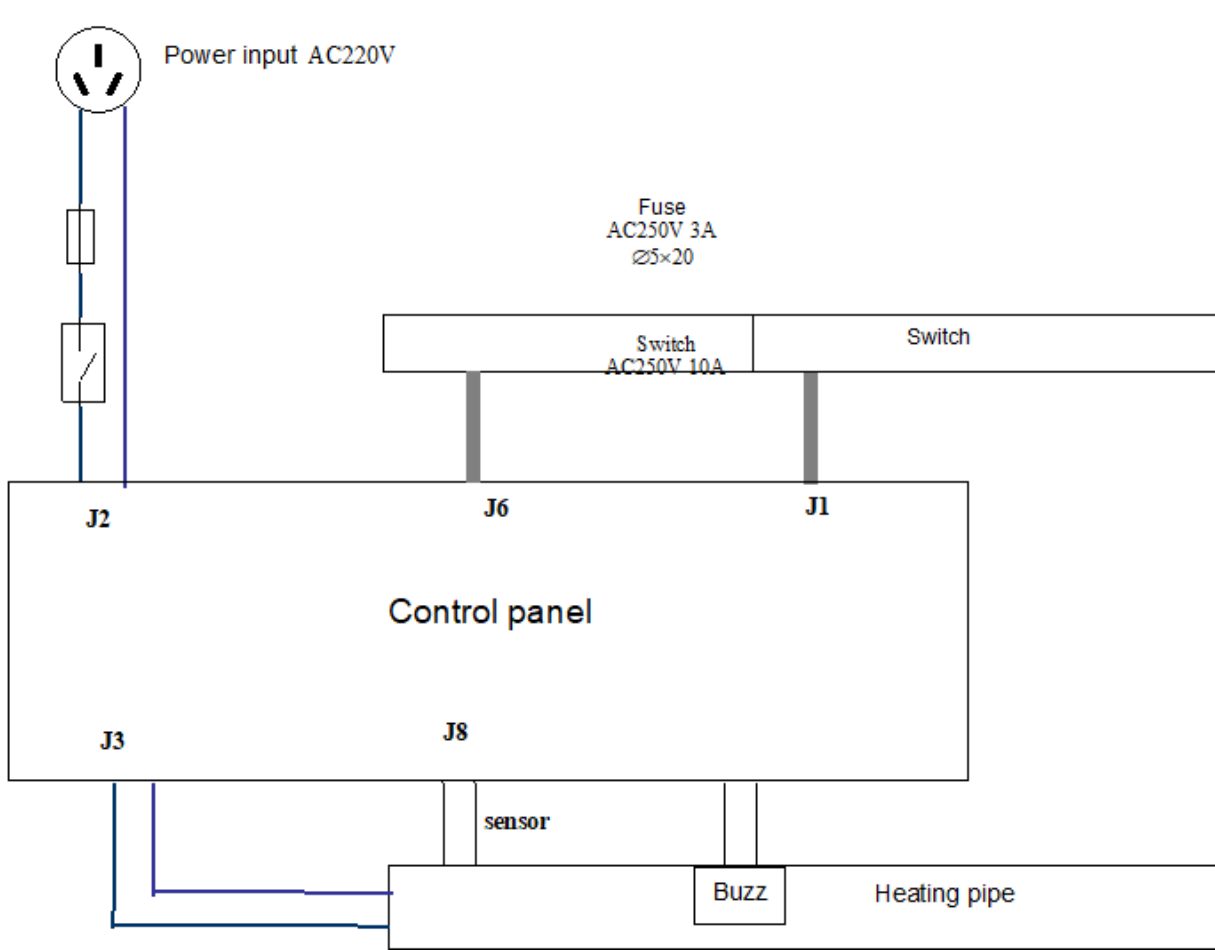 Power input AC220V
Fuse
AC250V 3A
∅5×20
Switch
AC250V 10A
Switch
J2
J6
J1
Control panel
J3
J8
sensor
Buzz
Heating pipe